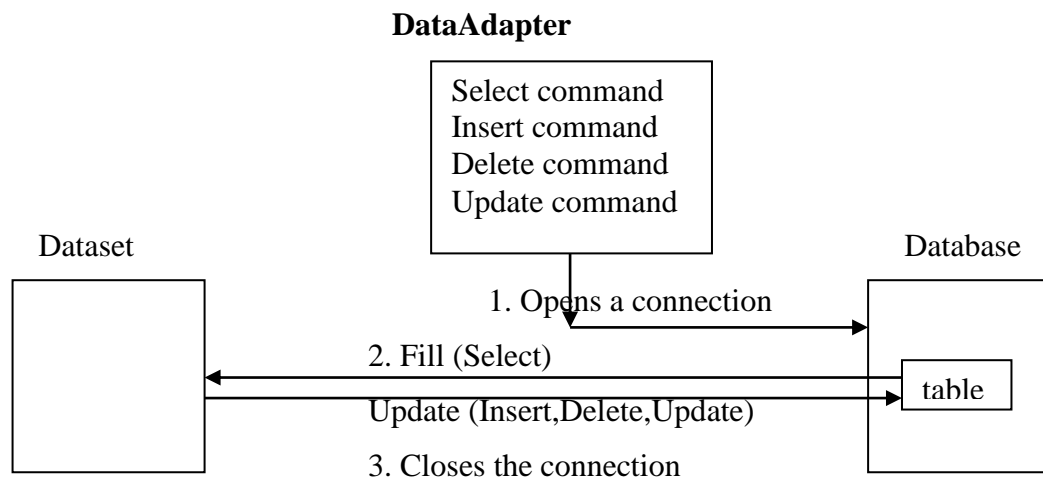 DataAdapter
Select command
Insert command
Delete command
Update command
Dataset
Database
1. Opens a connection
2. Fill (Select)
table
Update (Insert,Delete,Update)
3. Closes the connection